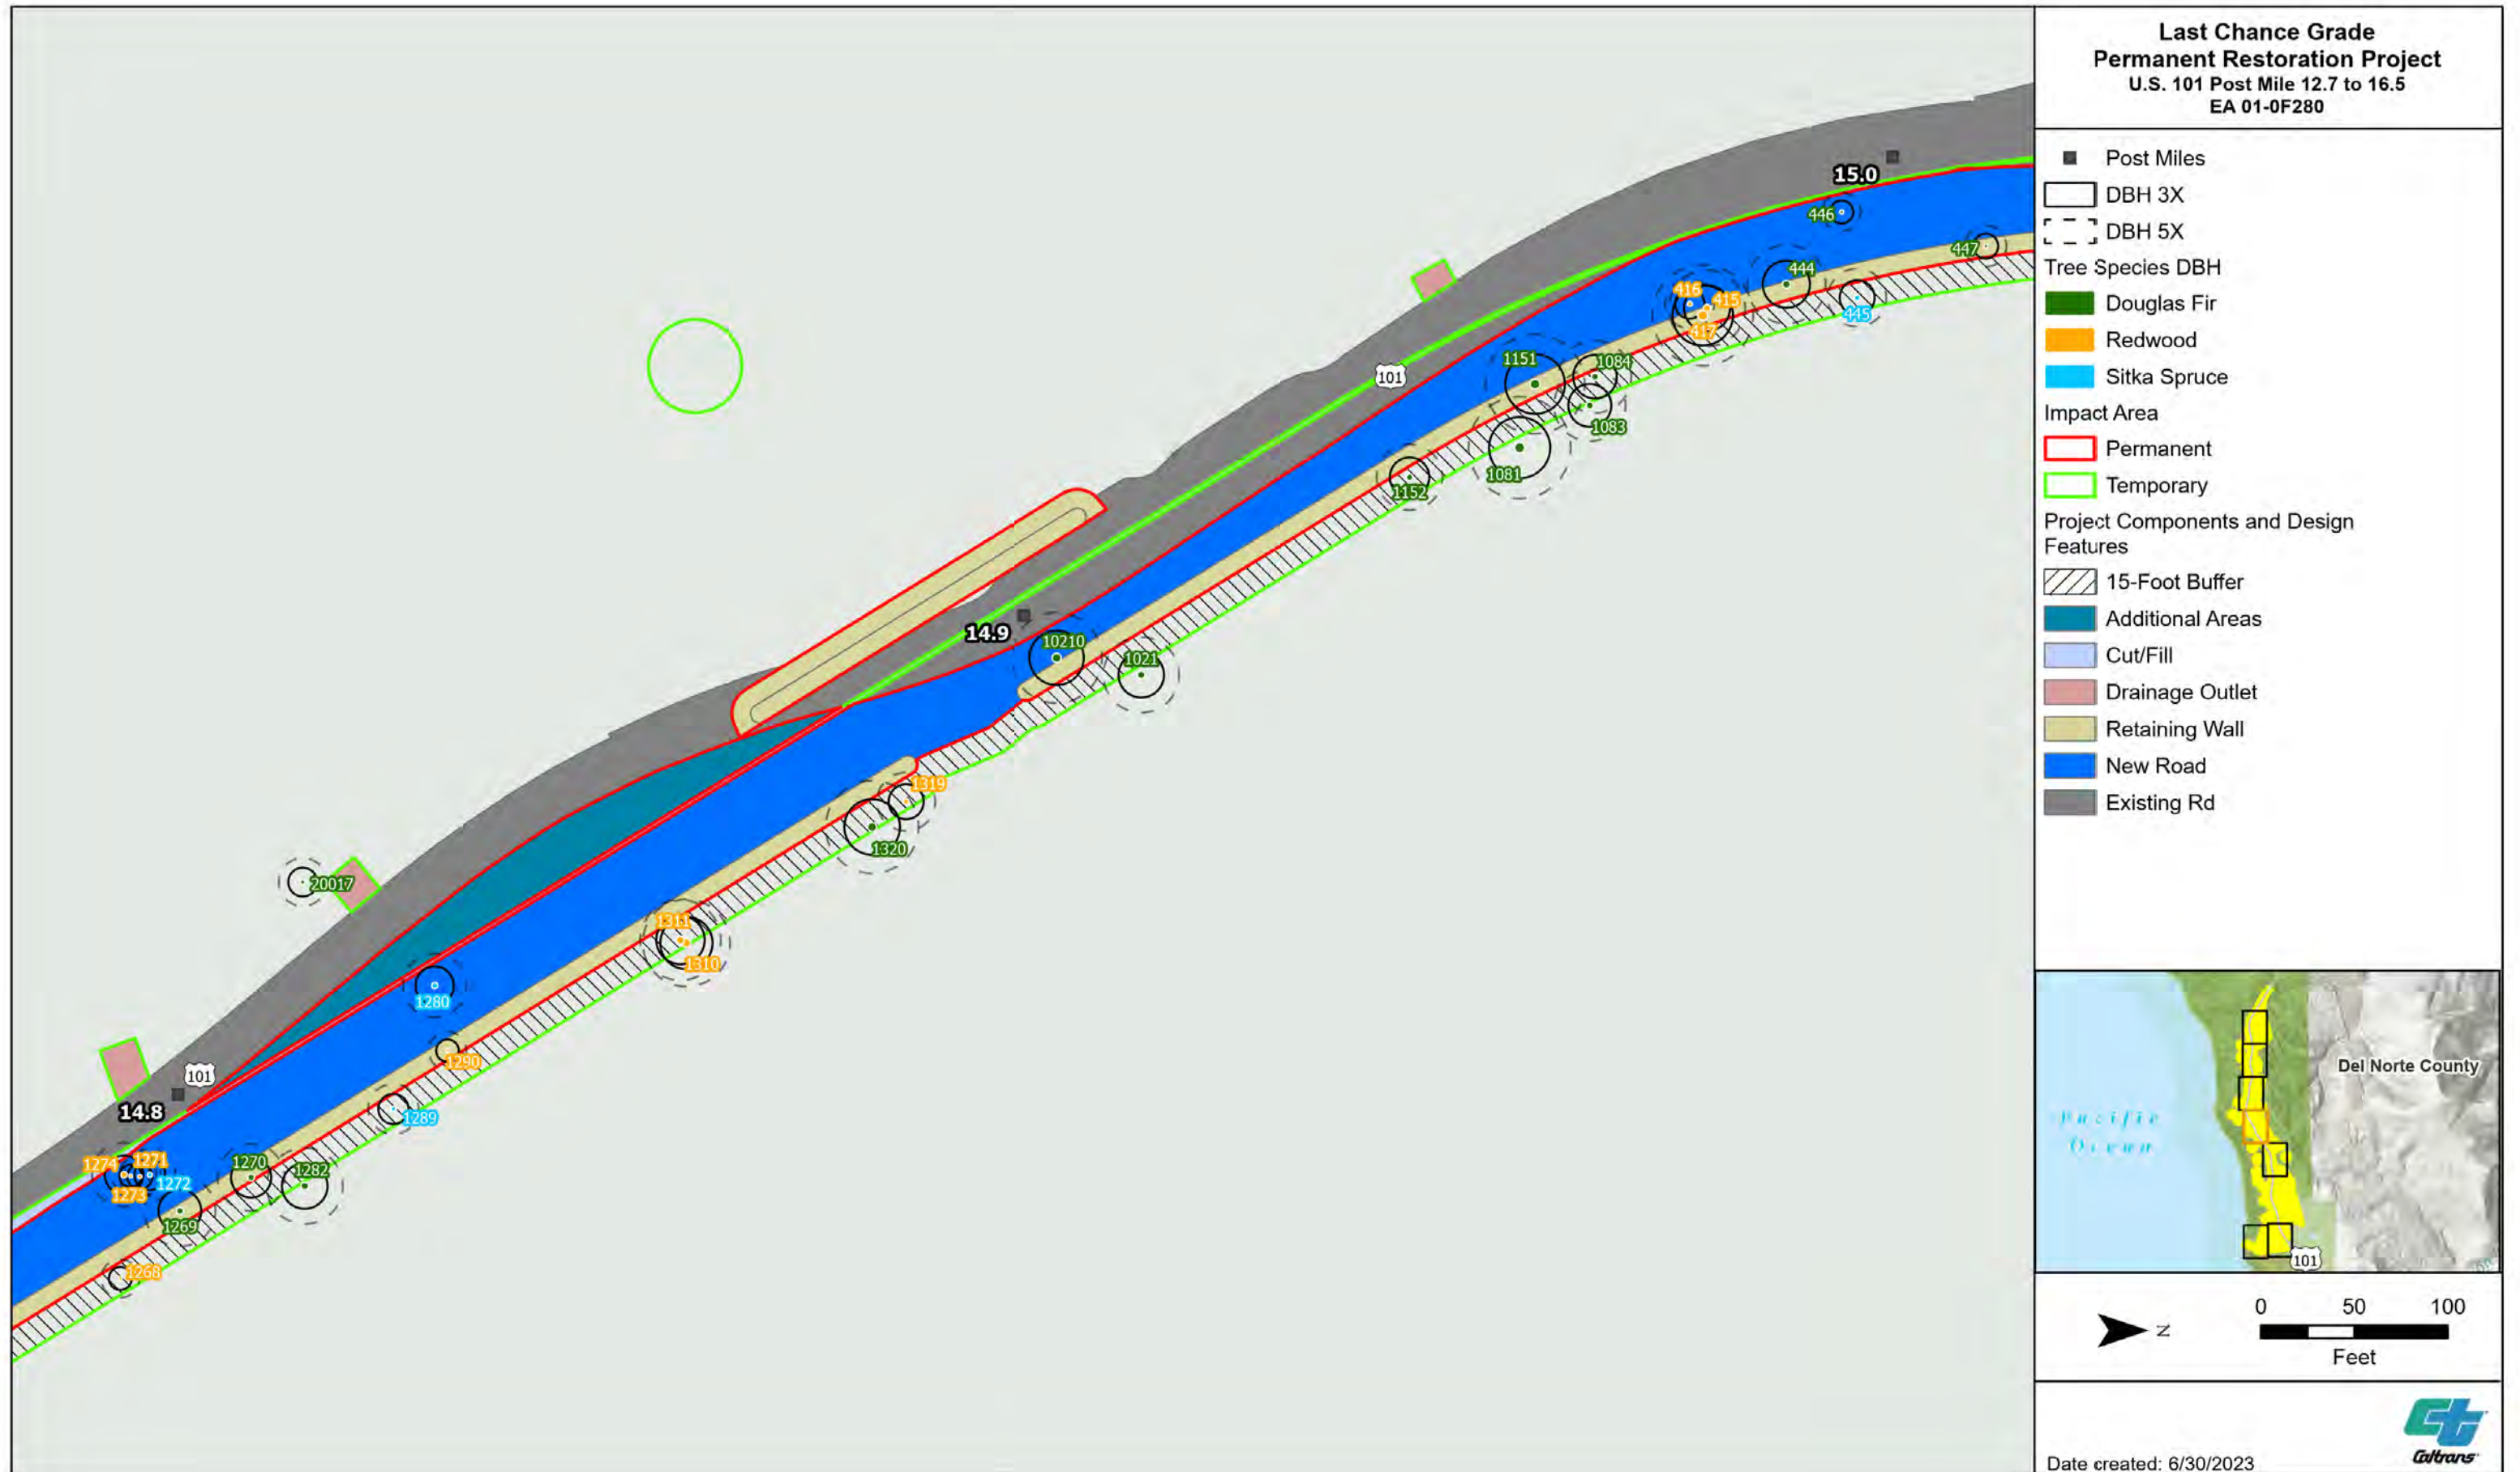 Last Chance Grade
Permanent Restoration Project
U.S. 101 Post Mile 12.7 to 16.5
EA 01-0F280
Post Miles
DBH 3X
DBH 5X
Tree Species DBH
Douglas Fir
Redwood
Sitka Spruce
Impact Area
Permanent
Temporary
Project Components and Design
Features
15-Foot Buffer
Additional Areas
Cut/Fill
Drainage Outlet
Retaining Wall
New Road
Existing Rd
15.0
446
447
444
416
415
417
445
101
1151
1084
1083
1081
1152
14.9
10210
1021
1319
1320
20017
1311
1310
1280
1290
1289
101
14.8
1274
1271
1273
1272
1270
1282
1269
1268
Del Norte County
Pacific
Ocean
101
N
0 50 100
Feet
Caltrans
Date created: 6/30/2023